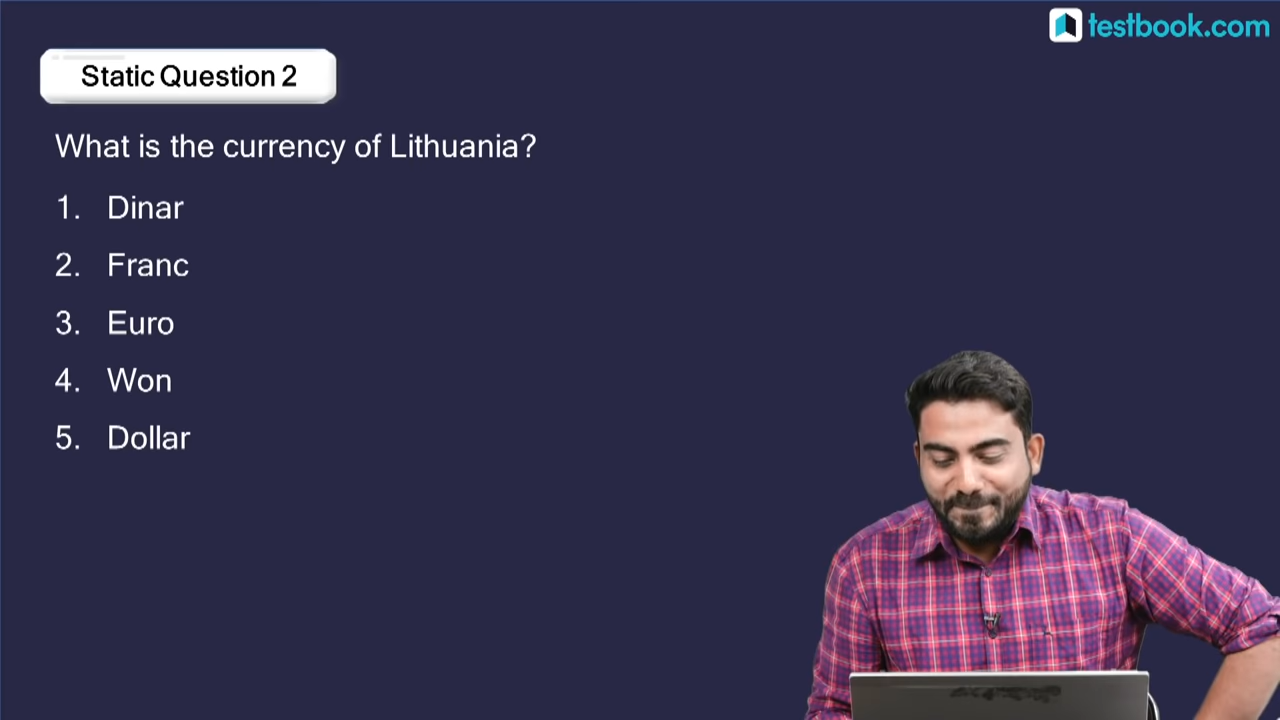 testbook.com
Static Question 2
What is the currency of Lithuania?
1. Dinar
2. Franc
3. Euro
4. Won
5. Dollar